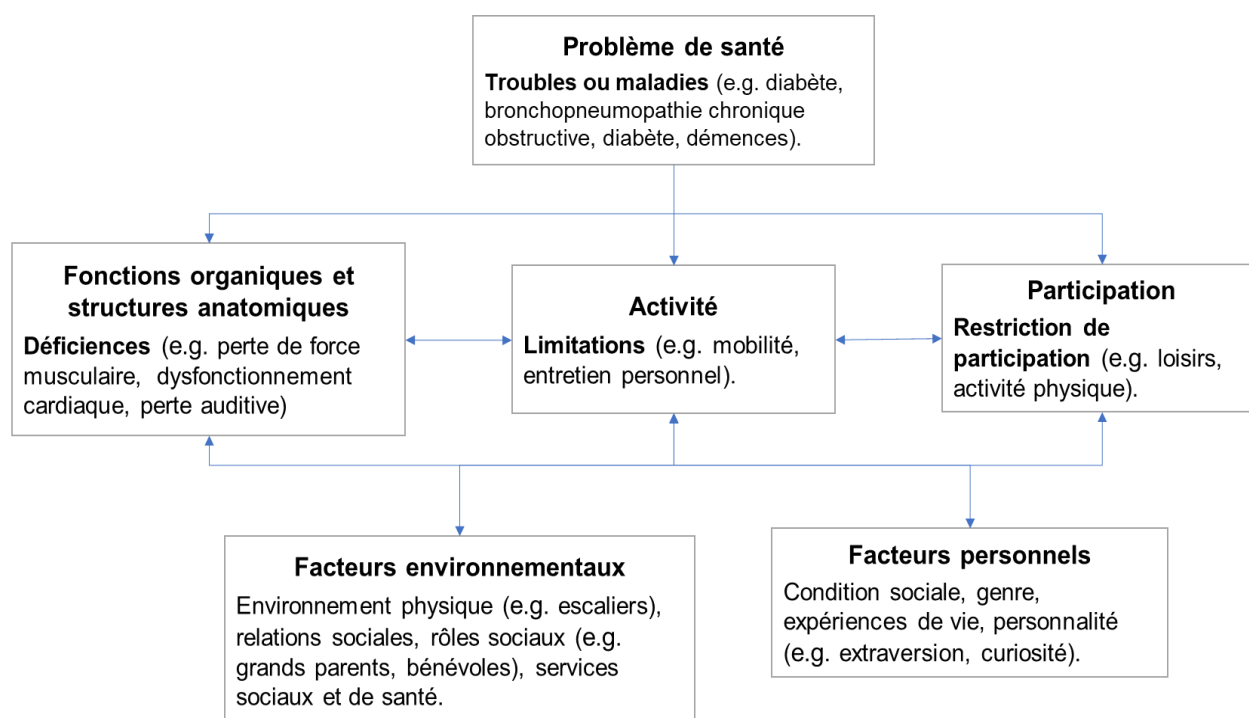 Problème de santé
Troubles ou maladies (e.g. diabète,
bronchopneumopathie chronique
obstructive, diabète, démences).
Fonctions organiques et
structures anatomiques
Déficiences (e.g. perte de force
musculaire, dysfonctionnement
cardiaque, perte auditive)
Activité
Limitations (e.g. mobilité,
entretien personnel).
Participation
Restriction de
participation (e.g. loisirs,
activité physique).
Facteurs environnementaux
Environnement physique (e.g. escaliers),
relations sociales, rôles sociaux (e.g.
grands parents, bénévoles), services
sociaux et de santé.
Facteurs personnels
Condition sociale, genre,
expériences de vie, personnalité
(e.g. extraversion, curiosité).